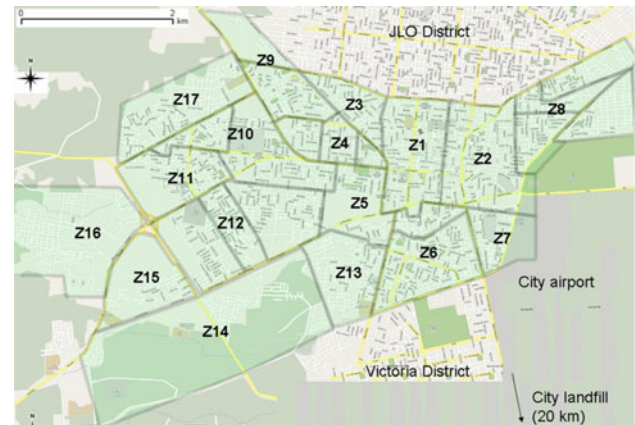 0 2
km
JLO District
N
Z9
Z17
Z3
Z8
Z10
Z4
Z1
Z2
Z11
Z5
Z16
Z12
Z7
Z6
Z13
Z15
City airport
Z14
Victoria District
City landfill
(20 km)
N